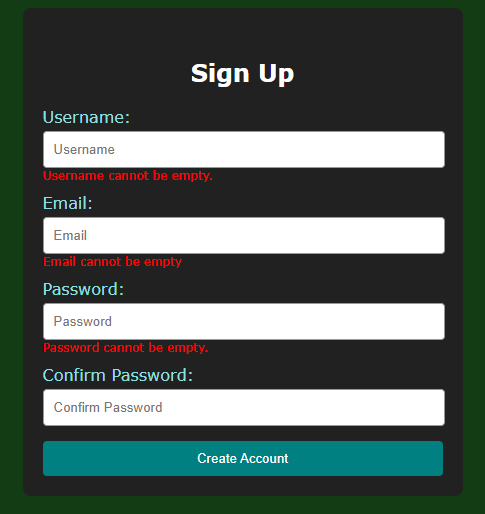 Sign Up
Username:
Username
Username cannot be empty.
Email:
Email
Email cannot be empty
Password:
Password
Password cannot be empty.
Confirm Password:
Confirm Password
Create Account